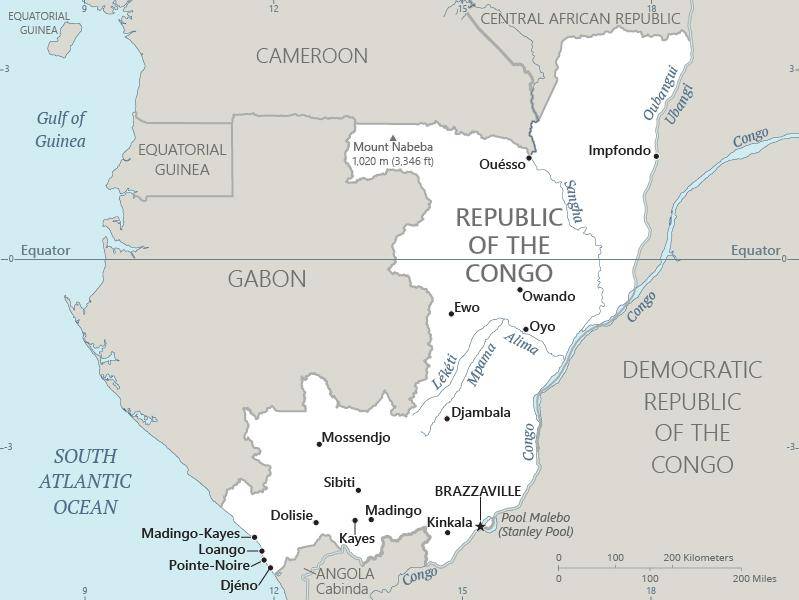 EQUATORIAL
GUINEA
9
12
15
CENTRAL AFRICAN REPUBLIC
18
CAMEROON
3
3
Oubangui
Ubangi
Gulf of
Guinea
EQUATORIAL
GUINEA
Mount Nabeba
1,020 m (3,346 ft)
Ouésso
Impfondo
Congo
Sangha
REPUBLIC
OF THE
CONGO
0
Equator
Equator
0
GABON
Owando
Ewo
Oyo
Congo
Alima
Lékéti
Mpama
DEMOCRATIC
REPUBLIC
OF THE
CONGO
Djambala
Mossendjo
Congo
3
3
SOUTH
ATLANTIC
OCEAN
Sibiti
BRAZZAVILLE
Dolisie
Madingo
Kinkala
Pool Malebo
(Stanley Pool)
Kayes
Madingo-Kayes
Loango
Pointe-Noire
Djéno
ANGOLA
Cabinda
Congo
0
100
200 Kilometers
0
100
200 Miles
9
12
15
18